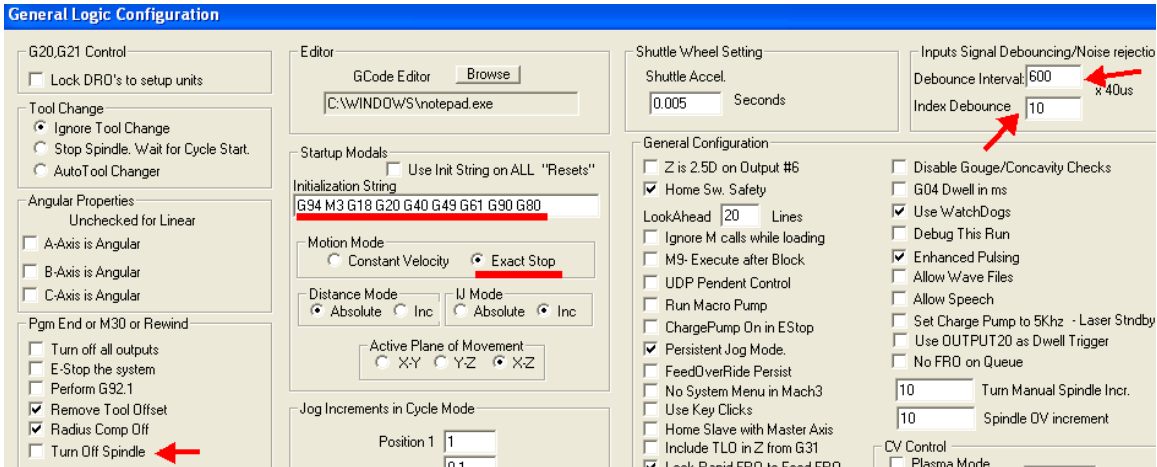 General Logic Configuration
G20,G21 Control
Lock DRO's to setup units
Tool Change
Ignore Tool Change
Stop Spindle. Wait for Cycle Start.
AutoTool Changer
Angular Properties
Unchecked for Linear
A-Axis is Angular
B-Axis is Angular
C-Axis is Angular
Pgm End or M30 or Rewind
Turn off all outputs
E-Stop the system
Perform G92.1
Remove Tool Offset
Radius Comp Off
Turn Off Spindle
Editor
GCode Editor Browse
C:\WINDOWS\notepad.exe
Startup Modals
Use Init String on ALL "Resets"
Initialization String
G94 M3 G18 G20 G40 G49 G61 G90 G80
Motion Mode
Constant Velocity Exact Stop
Distance Mode
Absolute Inc
IJ Mode
Absolute Inc
Active Plane of Movement
X-Y Y-Z X-Z
Jog Increments in Cycle Mode
Position 1 1
0.1
Shuttle Wheel Setting
Shuttle Accel.
0.005 Seconds
Inputs Signal Debouncing/Noise rejectio
Debounce Interval: 600
x 40us
Index Debounce 10
General Configuration
Z is 2.5D on Output #6
Home Sw. Safety
LookAhead 20 Lines
Ignore M calls while loading
M9- Execute after Block
UDP Pendent Control
Run Macro Pump
ChargePump On in EStop
Persistent Jog Mode.
FeedOverRide Persist
No System Menu in Mach3
Use Key Clicks
Home Slave with Master Axis
Include TLO in Z from G31
Lock Rapid FRO to Feed FRO
Disable Gouge/Concavity Checks
G04 Dwell in ms
Use WatchDogs
Debug This Run
Enhanced Pulsing
Allow Wave Files
Allow Speech
Set Charge Pump to 5Khz - Laser Stndby
Use OUTPUT20 as Dwell Trigger
No FRO on Queue
10 Turn Manual Spindle Incr.
10 Spindle OV increment
CV Control
Plasma Mode